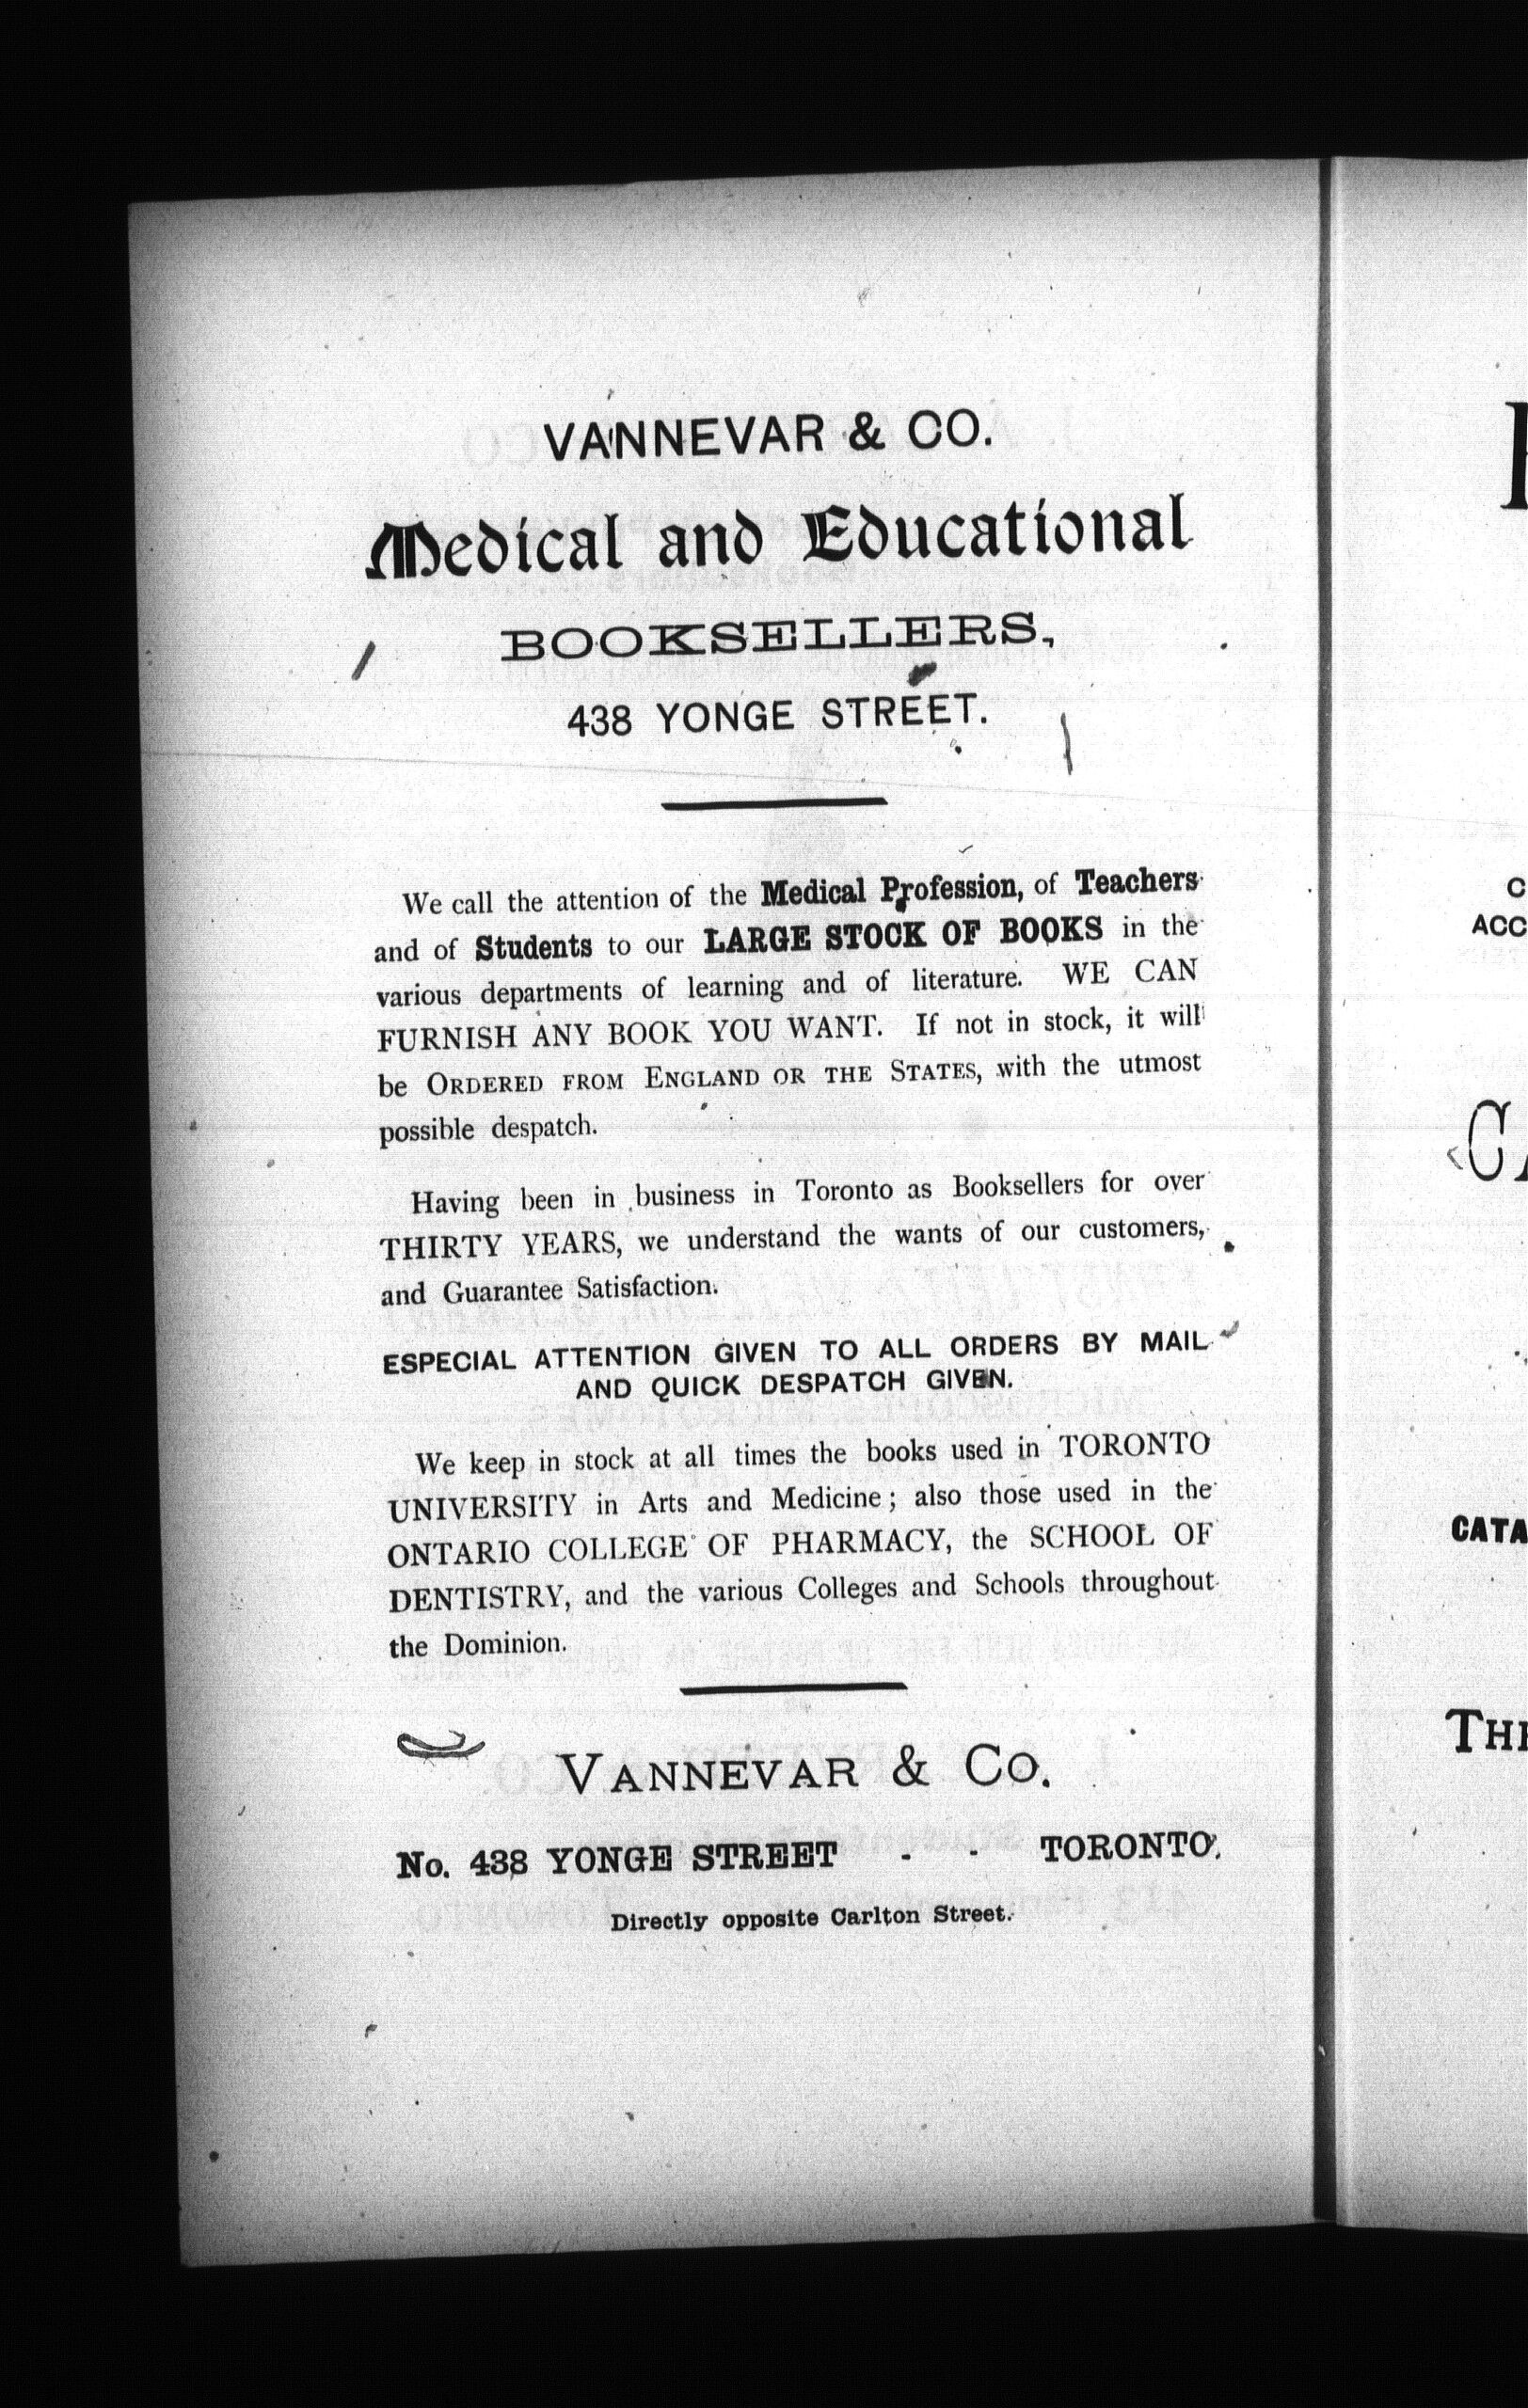 VANNEVAR & CO.
Medical and Educational
BOOKSELLERS,
438 YONGE STREET.
We call the attention of the Medical Profession, of Teachers
and of Students to our LARGE STOCK OF BOOKS in the
various departments of learning and of literature. WE CAN
FURNISH ANY BOOK YOU WANT. If not in stock, it will
be ORDERED FROM ENGLAND OR THE STATES, with the utmost
possible despatch.
Having been in business in Toronto as Booksellers for over
THIRTY YEARS, we understand the wants of our customers,
and Guarantee Satisfaction.
ESPECIAL ATTENTION GIVEN TO ALL ORDERS BY MAIL
AND QUICK DESPATCH GIVEN.
We keep in stock at all times the books used in TORONTO
UNIVERSITY in Arts and Medicine; also those used in the
ONTARIO COLLEGE OF PHARMACY, the SCHOOL OF
DENTISTRY, and the various Colleges and Schools throughout
the Dominion.
VANNEVAR & CO.
No. 438 YONGE STREET - - TORONTO.
Directly opposite Carlton Street.